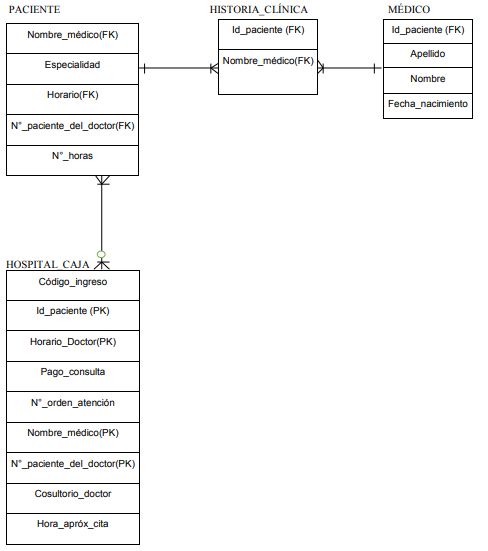 PACIENTE
Nombre_médico(FK)
Especialidad
Horario(FK)
N°_paciente_del_doctor(FK)
N°_horas
HISTORIA_CLÍNICA
Id_paciente (FK)
Nombre_médico(FK)
MÉDICO
Id_paciente (FK)
Apellido
Nombre
Fecha_nacimiento
HOSPITAL_CAJA
Código_ingreso
Id_paciente (PK)
Horario_Doctor(PK)
Pago_consulta
N°_orden_atención
Nombre_médico(PK)
N°_paciente_del_doctor(PK)
Cosultorio_doctor
Hora_apróx_cita